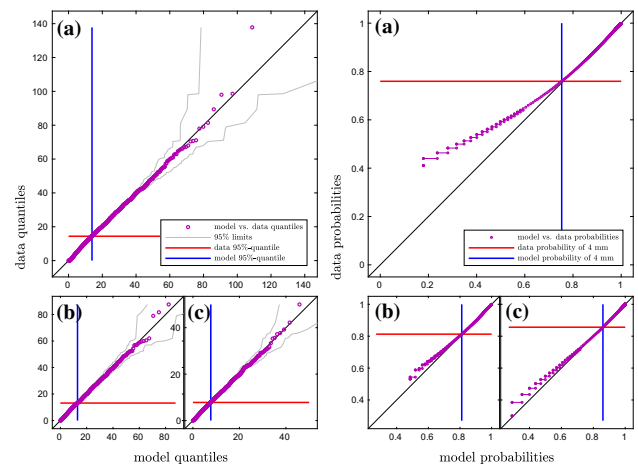 (a)
140
120
100
80
60
40
20
0
0 20 40 60 80 100 120 140
data quantiles
model vs. data quantiles
95% limits
data 95%-quantile
model 95%-quantile
(b)
80
60
40
20
0
0 20 40 60 80
(c)
40
20
0
0 20 40
model quantiles
(a)
1
0.8
0.6
0.4
0.2
0
0 0.2 0.4 0.6 0.8 1
data probabilities
model vs. data probabilities
data probability of 4 mm
model probability of 4 mm
(b)
1
0.8
0.6
0.4
0.4 0.6 0.8 1
(c)
0.4 0.6 0.8 1
model probabilities